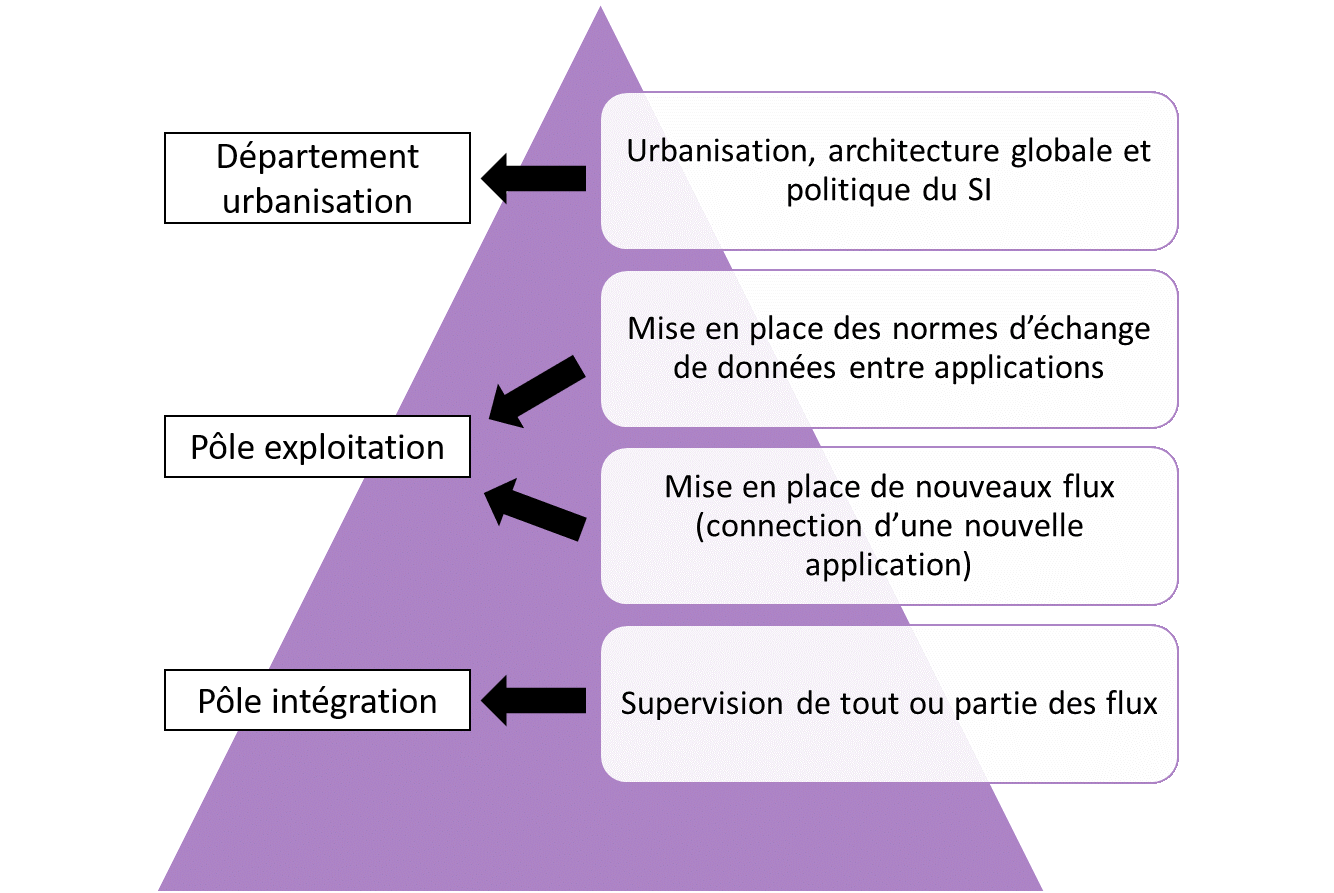 Département
urbanisation
Urbanisation, architecture globale et
politique du SI
Mise en place des normes d’échange
de données entre applications
Pôle exploitation
Mise en place de nouveaux flux
(connection d’une nouvelle
application)
Pôle intégration
Supervision de tout ou partie des flux